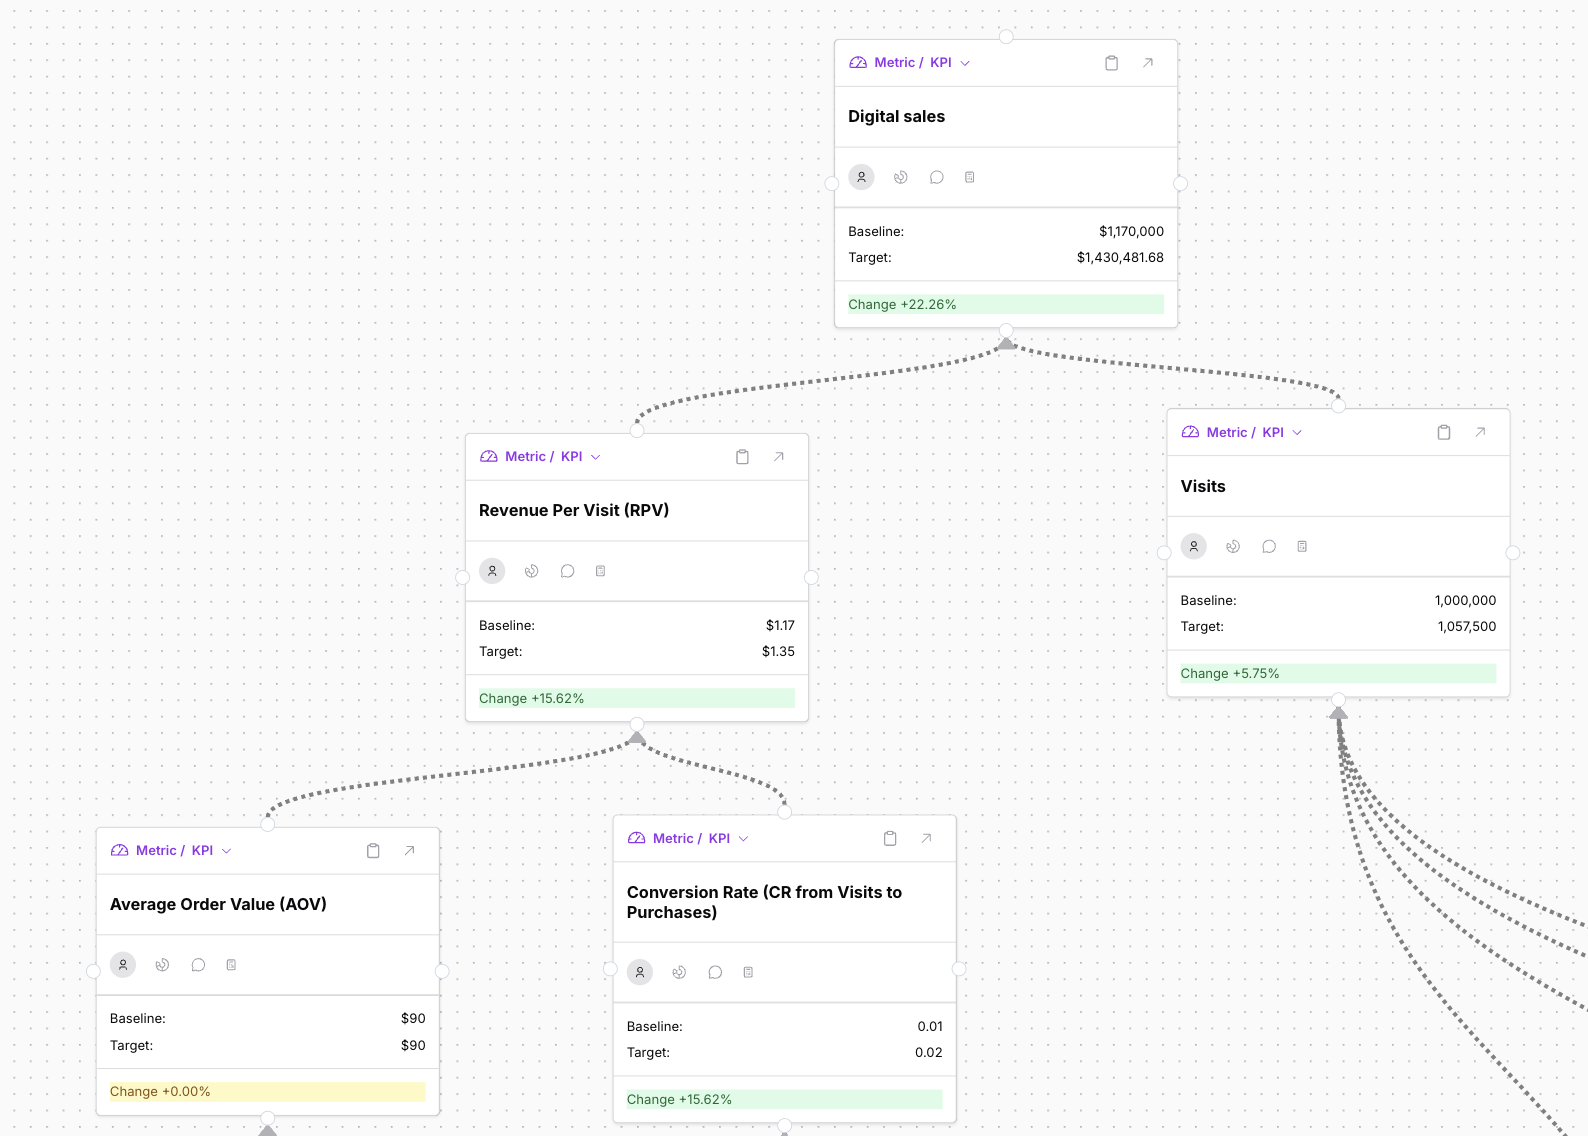 Metric / KPI
Digital sales
Baseline: $1,170,000
Target: $1,430,481.68
Change +22.26%
Metric / KPI
Visits
Baseline: 1,000,000
Target: 1,057,500
Change +5.75%
Metric / KPI
Revenue Per Visit (RPV)
Baseline: $1.17
Target: $1.35
Change +15.62%
Metric / KPI
Average Order Value (AOV)
Baseline: $90
Target: $90
Change +0.00%
Metric / KPI
Conversion Rate (CR from Visits to
Purchases)
Baseline: 0.01
Target: 0.02
Change +15.62%